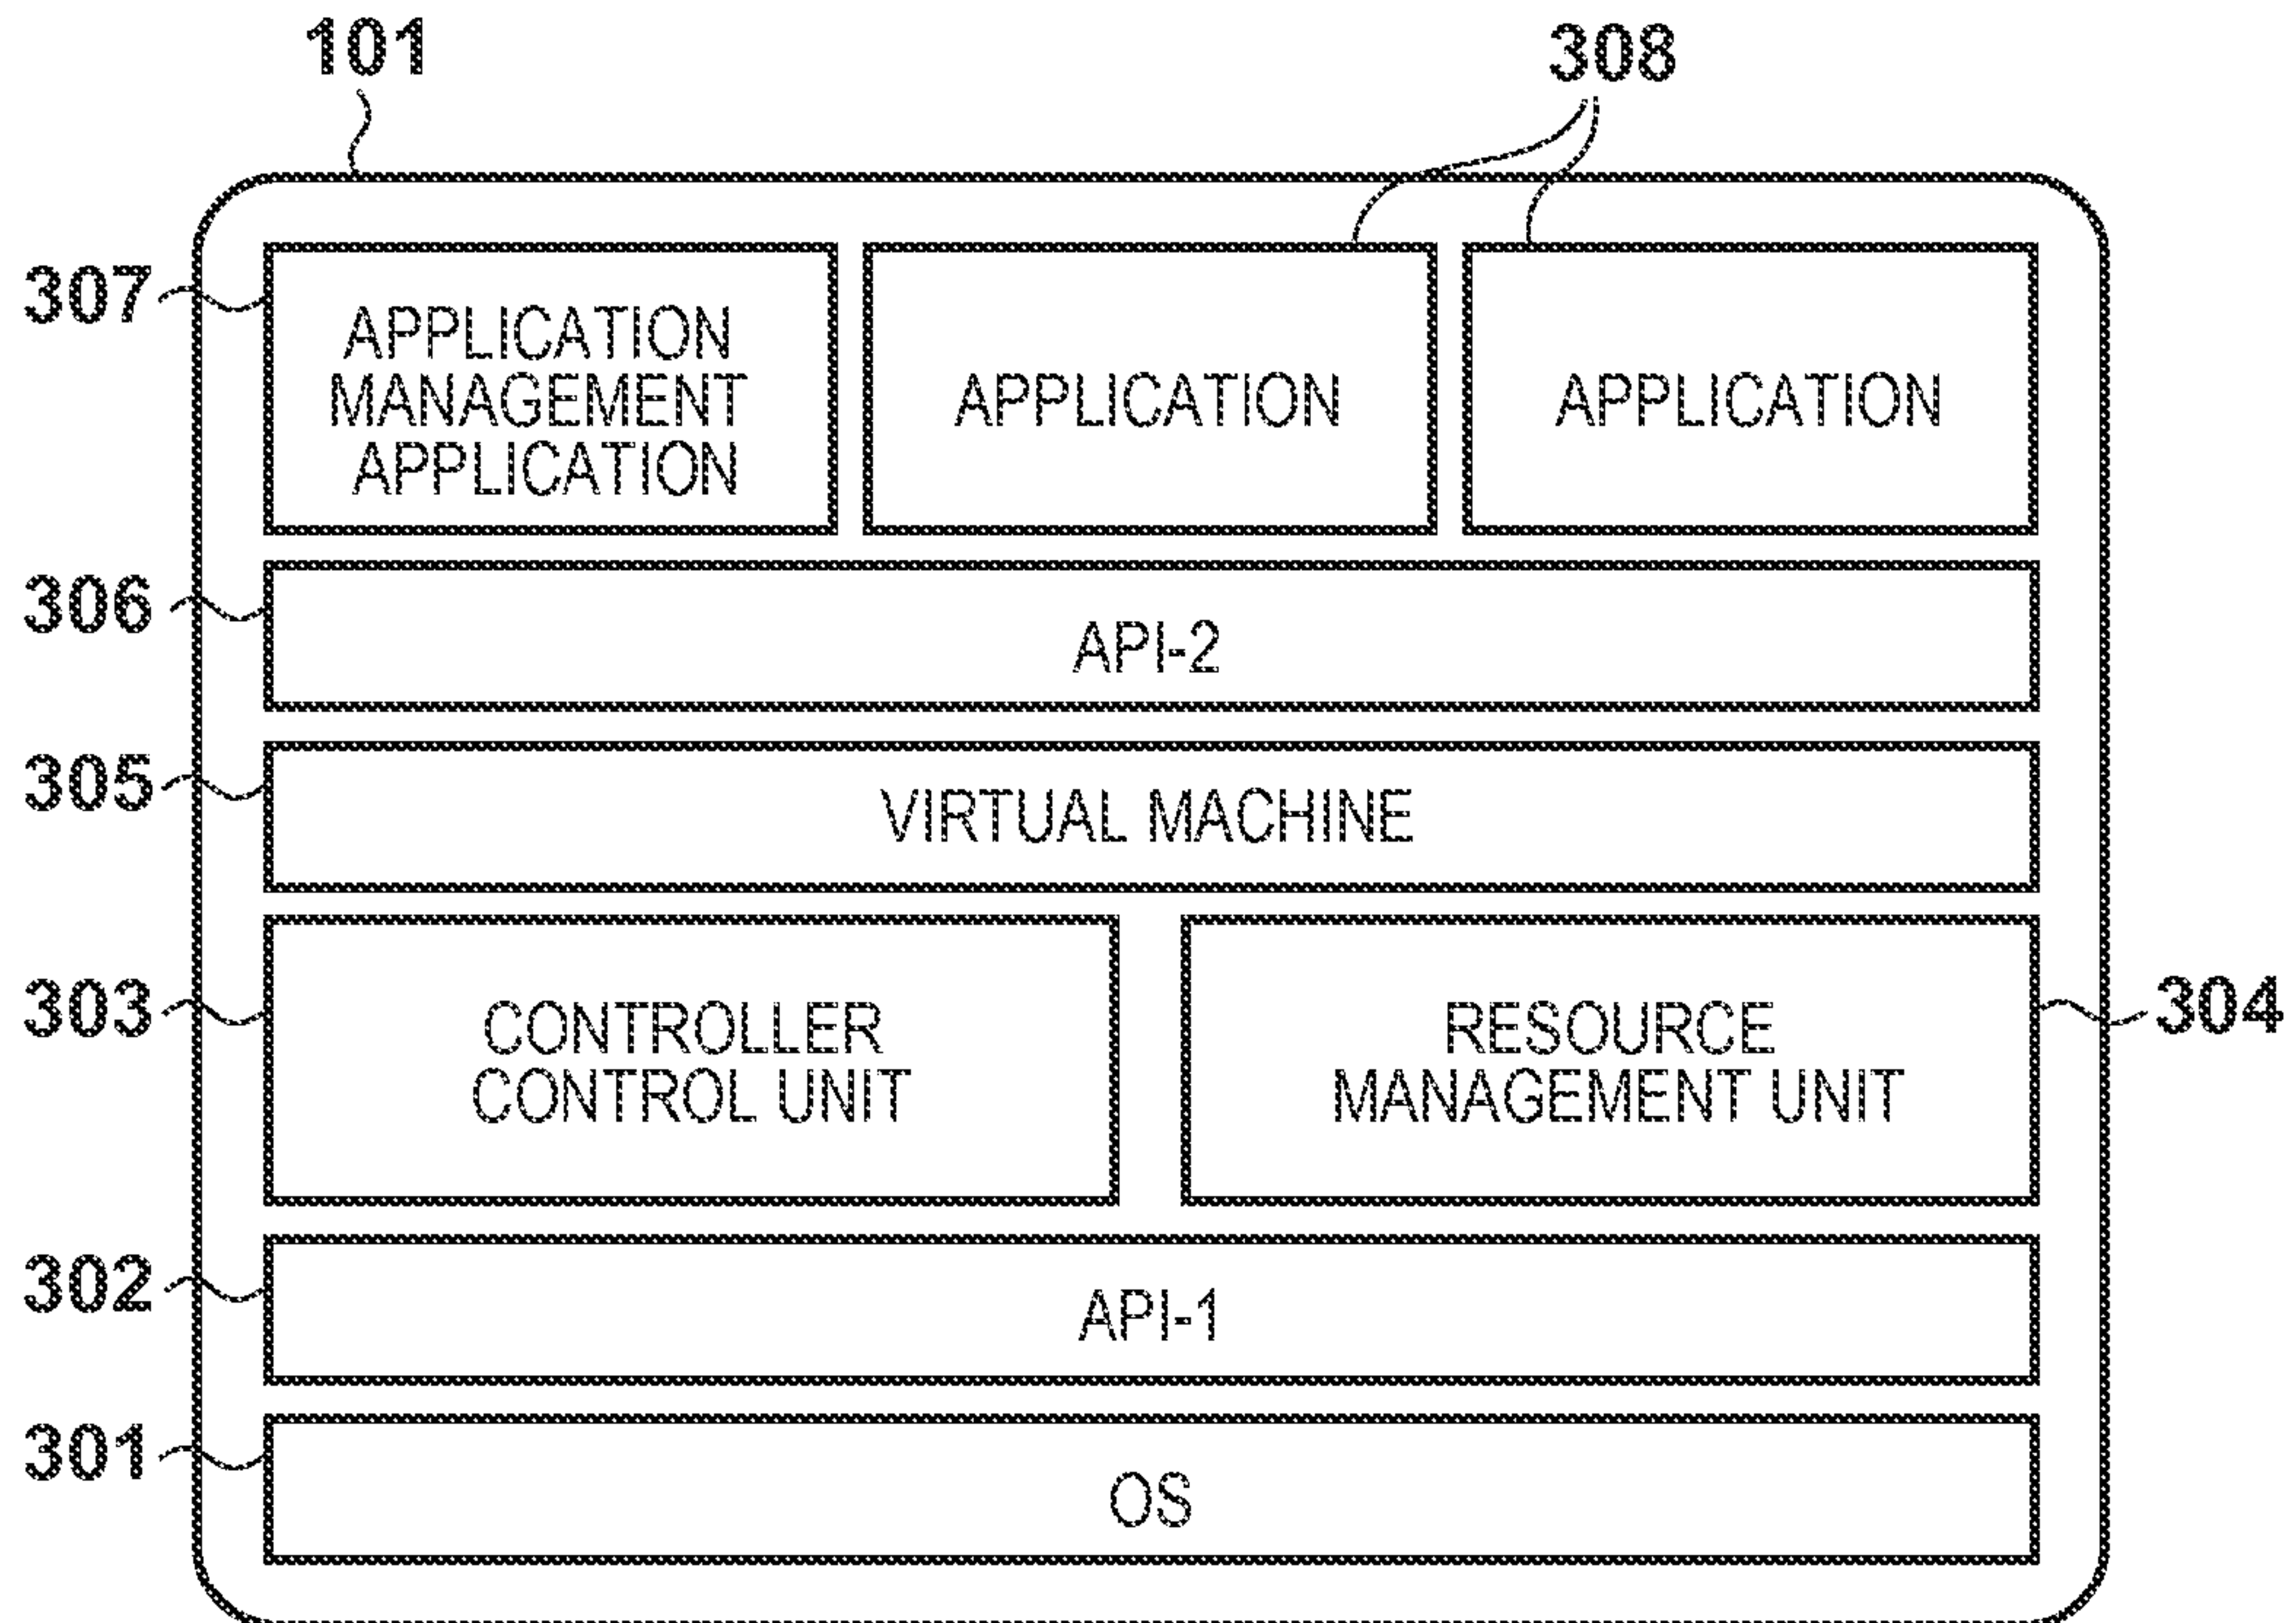 101
308
307
APPLICATION
MANAGEMENT
APPLICATION
APPLICATION
APPLICATION
306
API-2
305
VIRTUAL MACHINE
303
CONTROLLER
CONTROL UNIT
RESOURCE
MANAGEMENT UNIT
304
302
API-1
301
OS